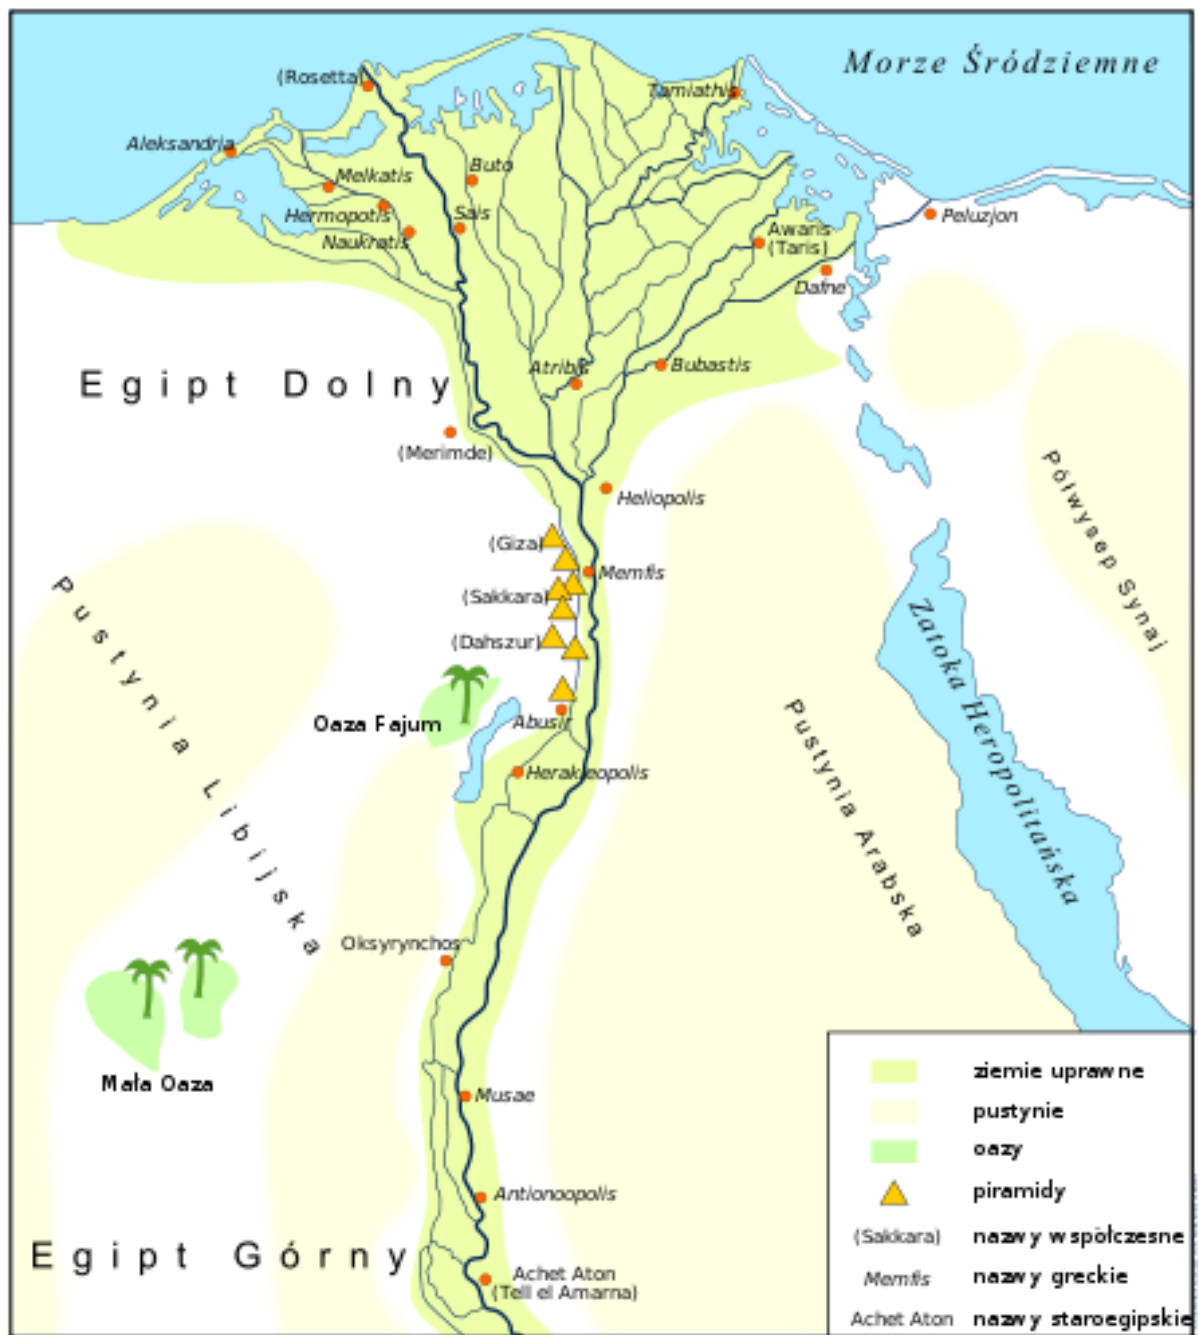 Morze Śródziemne
(Rosetta)
Tamiathis
Aleksandria
Melkatis
Buto
Hermopotis
Sais
Peluzjon
Naukratis
Awaris
(Taris)
Dafne
Atribis
Bubastis
Egipt Dolny
(Merimde)
Heliopolis
Półwysep Synaj
(Giza)
Memfis
(Sakkara)
(Dahszur)
Pustynia Libijska
Zatoka Heropolitańska
Oaza Fajum
Abusir
Pustynia Arabska
Herakleopolis
Oksyrynchos
Mała Oaza
Musae
Antionoopolis
Egipt Górny
Achet Aton
(Tell el Amarna)
ziemie uprawne
pustynie
oazy
piramidy
(Sakkara) nazwy współczesne
Memfis nazwy greckie
Achet Aton nazwy staroegipskie